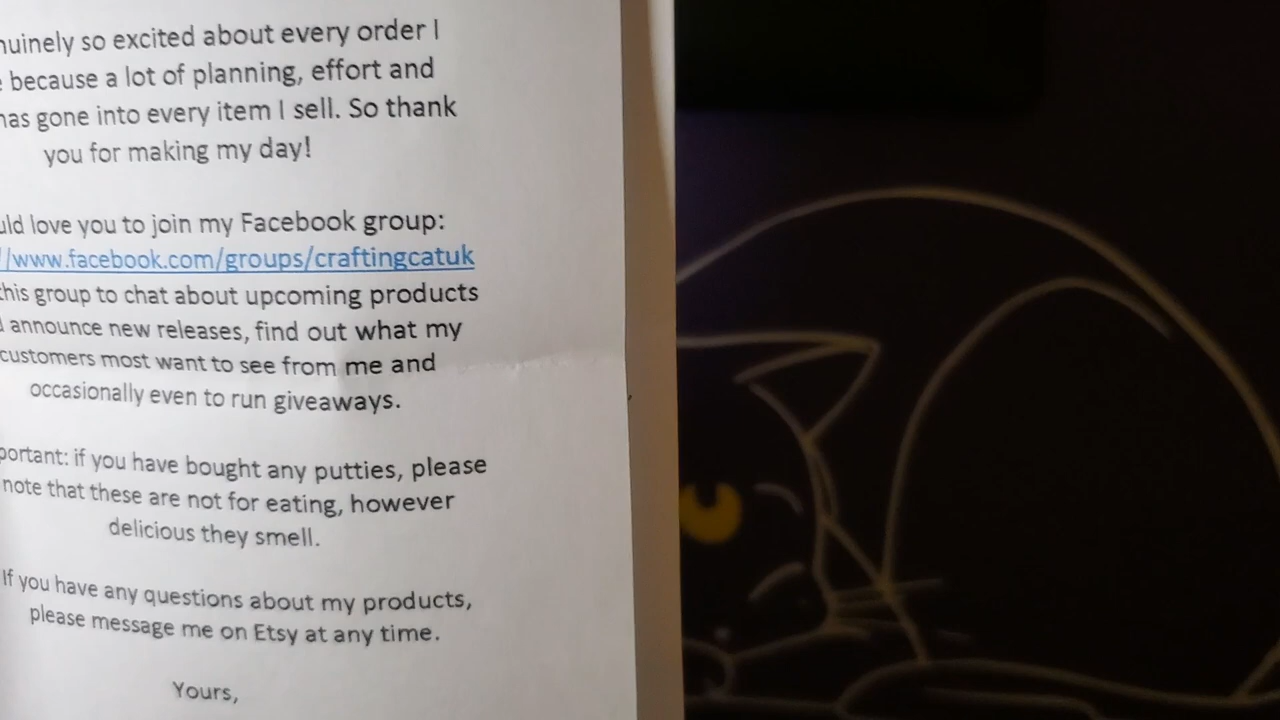 so excited about every order I
because a lot of planning, effort and
has gone into every item I sell. So thank
you for making my day!
love you to join my Facebook group:
//www.facebook.com/groups/craftingcatuk
this group to chat about upcoming products
announce new releases, find out what my
customers most want to see from me and
occasionally even to run giveaways.
if you have bought any putties, please
note that these are not for eating, however
delicious they smell.
If you have any questions about my products,
please message me on Etsy at any time.
Yours,